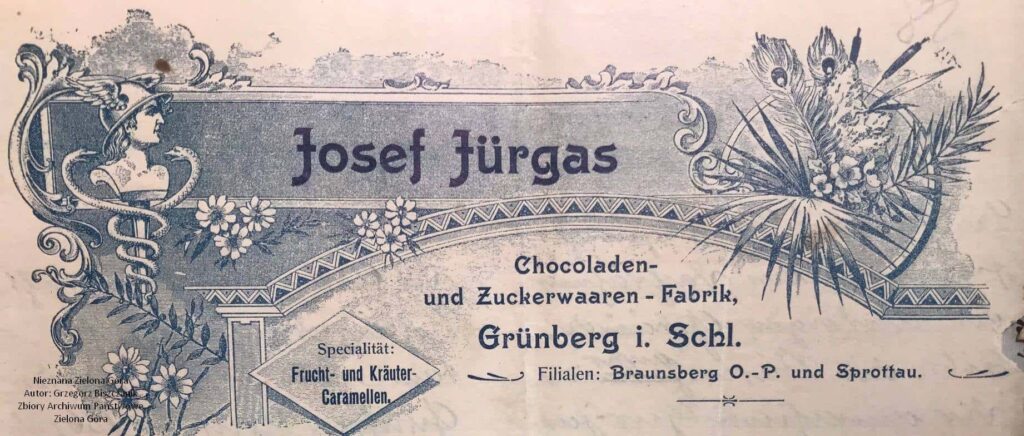 Josef Jürgas
Chocoladen-
und Zuckerwaaren - Fabrik,
Grünberg i. Schl.
Filialen: Braunsberg O.-P. und Sprottau.
Specialität:
Frucht- und Kräuter-
Caramellen.
Nieznana Zielona Góra
Autor: Grzegorz
Zbiory Archiwum Państwowe
Zielona Góra